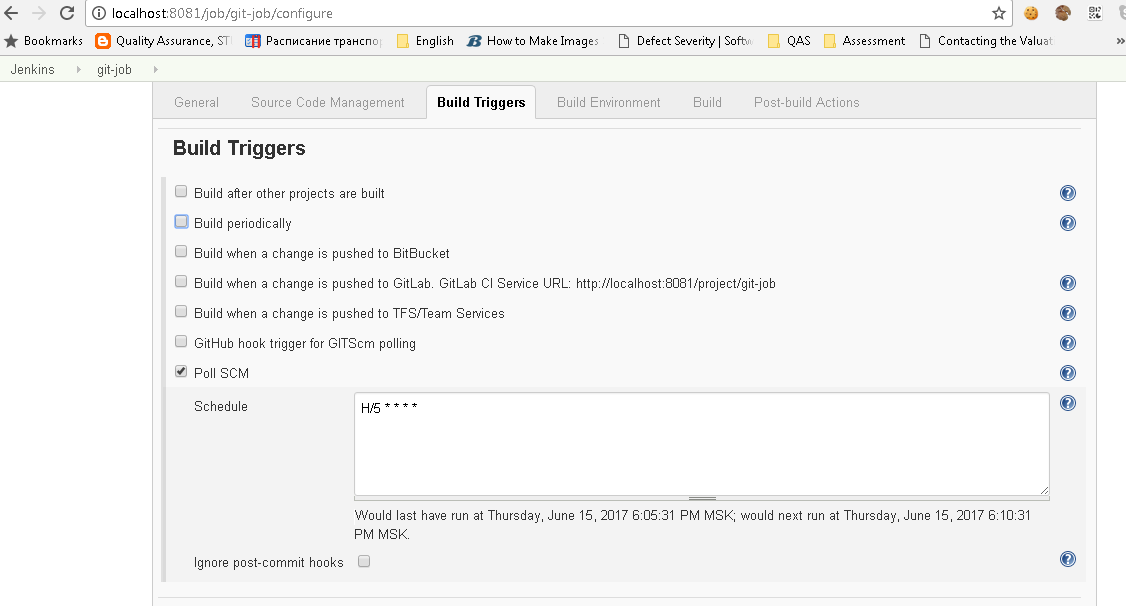 localhost:8081/job/git-job/configure
Bookmarks Quality Assurance, ST Расписание транспо English How to Make Images Defect Severity | Softw QAS Assessment Contacting the Valuat »
Jenkins git-job
General Source Code Management Build Triggers Build Environment Build Post-build Actions
Build Triggers
Build after other projects are built
Build periodically
Build when a change is pushed to BitBucket
Build when a change is pushed to GitLab. GitLab CI Service URL: http://localhost:8081/project/git-job
Build when a change is pushed to TFS/Team Services
GitHub hook trigger for GITScm polling
Poll SCM
Schedule H/5 * * * *
Would last have run at Thursday, June 15, 2017 6:05:31 PM MSK; would next run at Thursday, June 15, 2017 6:10:31
PM MSK.
Ignore post-commit hooks